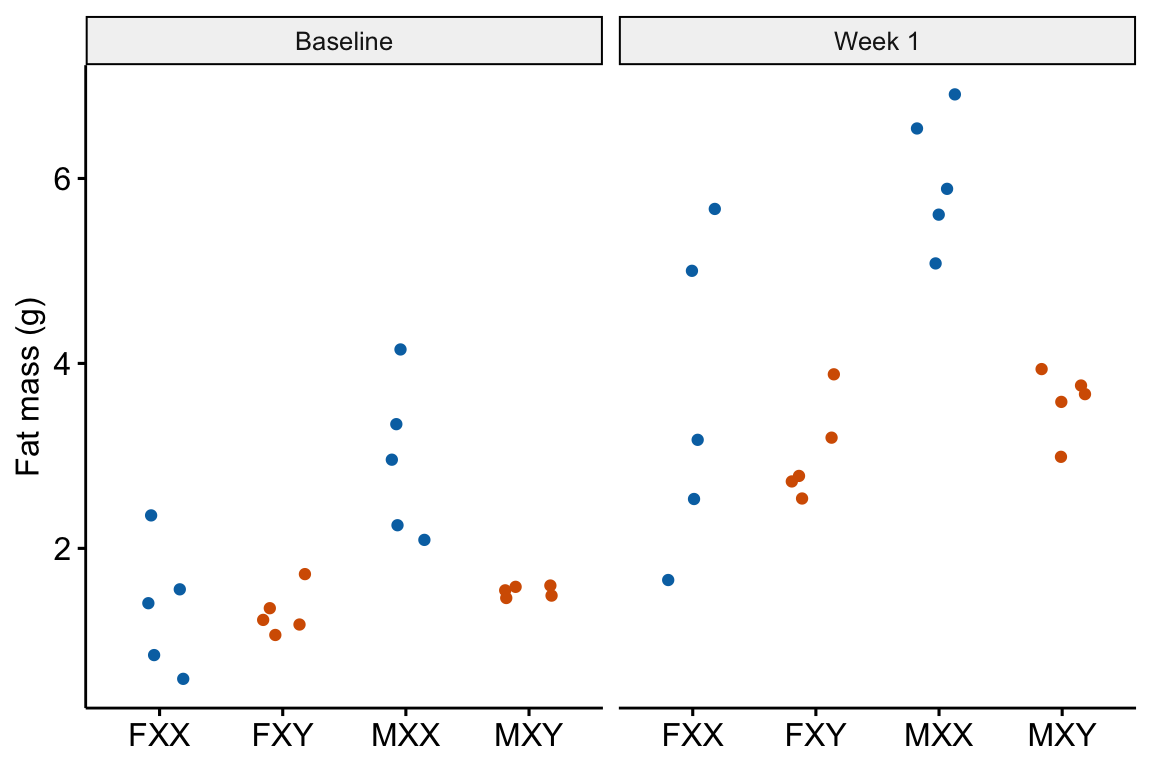 Baseline
Week 1
Fat mass (g)
6
4
2
FXX FXY MXX MXY
FXX FXY MXX MXY